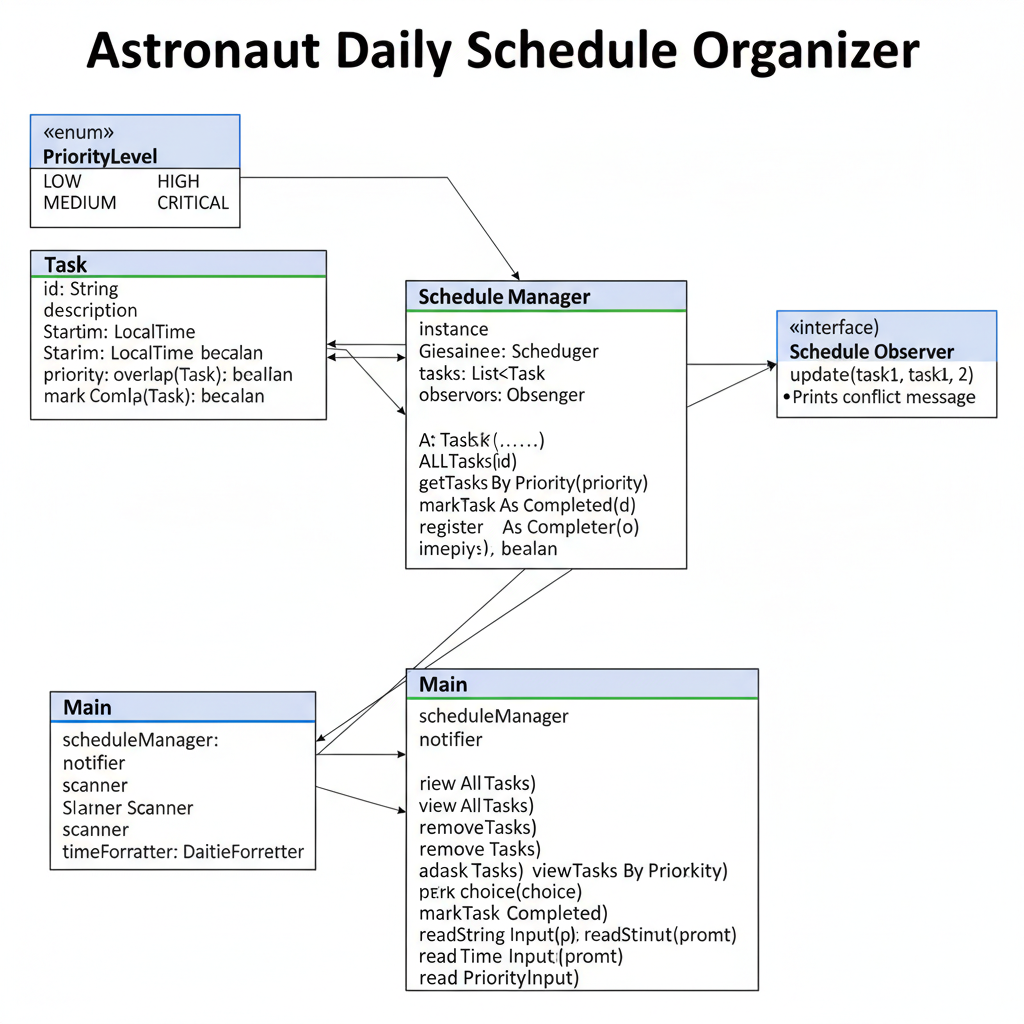 Astronaut Daily Schedule Organizer
«enum»
PriorityLevel
LOW HIGH
MEDIUM CRITICAL
Task
id: String
description
Startim: LocalTime
Starim: LocalTime becalan
priority: overlap(Task):
mark (Task): becalan
Schedule Manager
instance
Giesainee: Scheduger
tasks: List<Task
observors: Obsenger
A: Taskk (......)
ALLTasks(id)
getTasks By Priority(priority)
markTask As Completed(d)
register As Completer(o)
bealan
«interface)
Schedule Observer
update(task1, task1, 2)
•Prints conflict message
Main
scheduleManager:
notifier
scanner
Scanner
scanner
timeForratter: DaitieForretter
Main
scheduleManager
notifier
riew All Tasks)
view All Tasks)
removeTasks)
remove Tasks)
adask Tasks) viewTasks By Priorkity)
choice(choice)
markTask Completed)
readString Input(p): readStinut(promt)
read Time Input:(promt)
read PriorityInput)